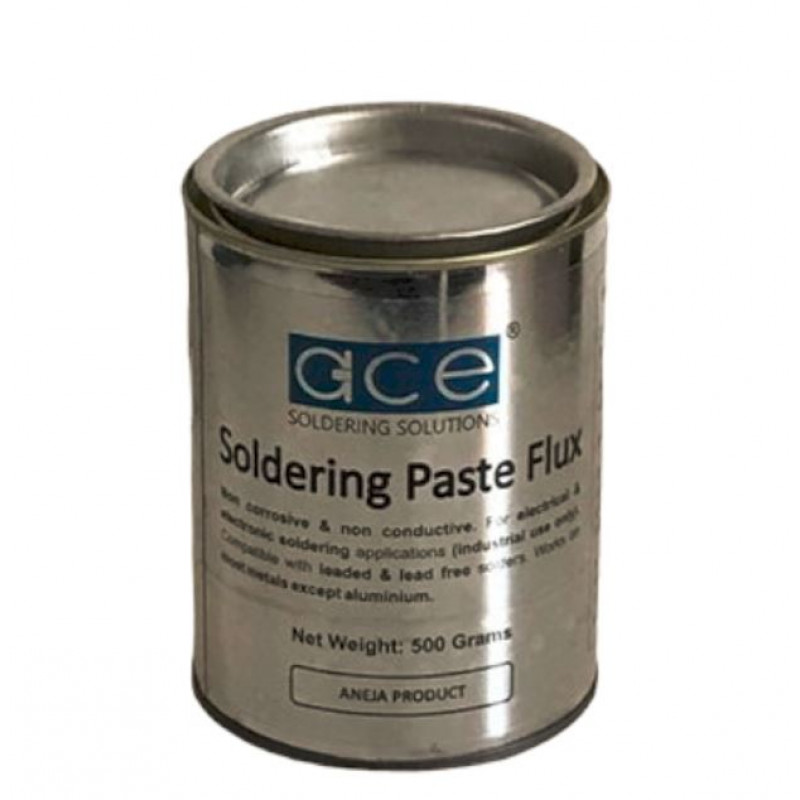 ace®
SOLDERING SOLUTIONS
Soldering Paste Flux
Non corrosive & non conductive. For electrical &
electronic soldering applications (industrial use only).
Compatible with leaded & lead free solders. Works on
most metals except aluminium.
Net Weight: 500 Grams
ANEJA PRODUCT